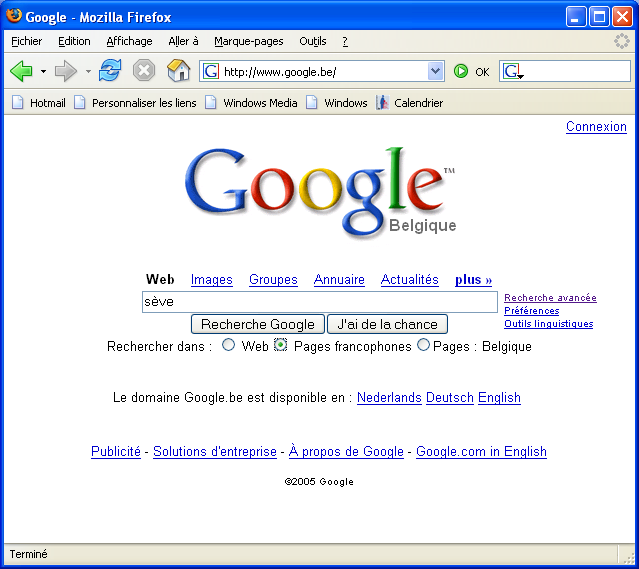 Google - Mozilla Firefox
Fichier Edition Affichage Aller à Marque-pages Outils ?
http://www.google.be/ OK
Hotmail Personnaliser les liens Windows Media Windows Calendrier
Connexion
Google™
Belgique
Web Images Groupes Annuaire Actualités plus »
sève
Recherche avancée
Préférences
Outils linguistiques
Recherche Google J'ai de la chance
Rechercher dans : Web Pages francophones Pages : Belgique
Le domaine Google.be est disponible en : Nederlands Deutsch English
Publicité - Solutions d'entreprise - À propos de Google - Google.com in English
©2005 Google
Terminé